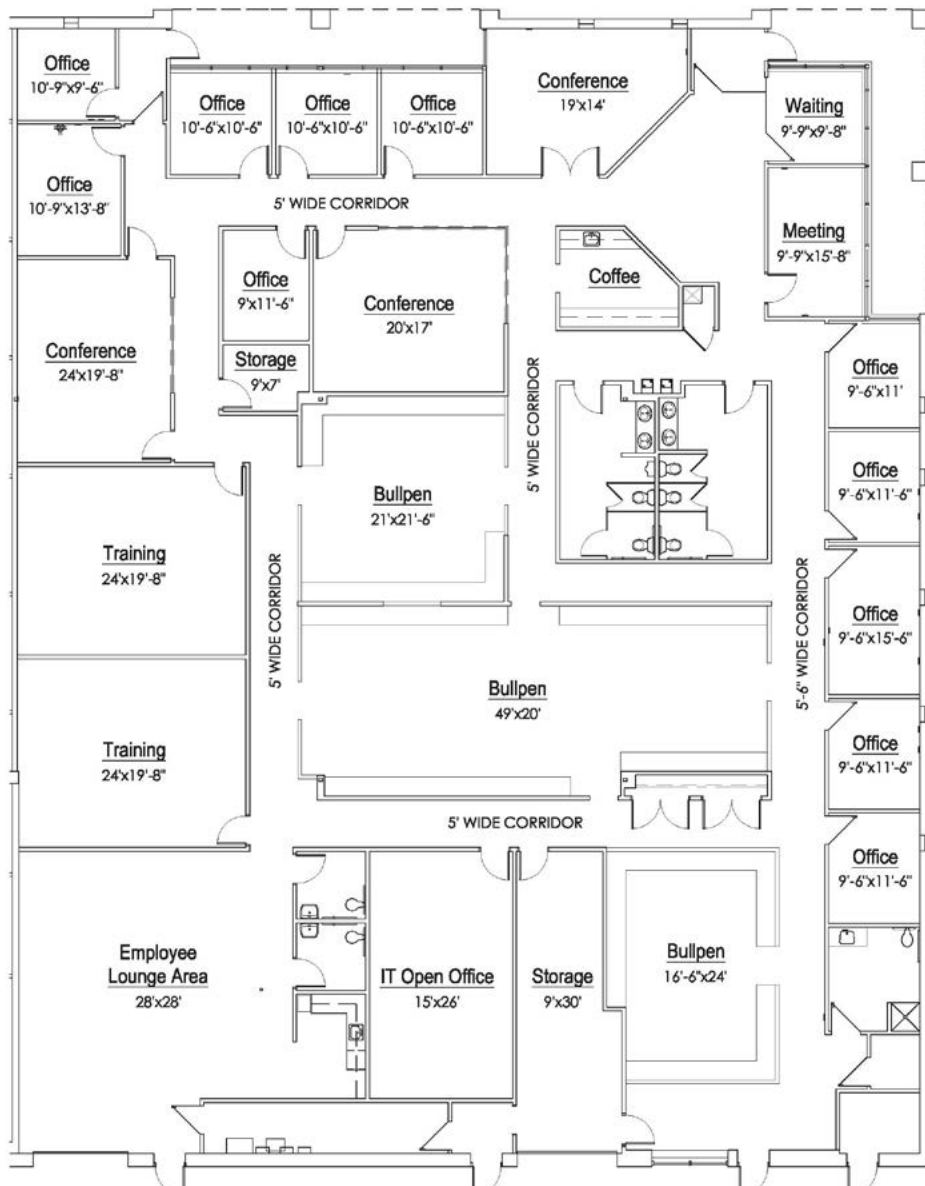 Office
10'-9"x9'-6"
Office
10'-6"x10'-6"
Office
10'-6"x10'-6"
Office
10'-6"x10'-6"
Conference
19'x14'
Waiting
9'-9"x9'-8"
Office
10'-9"x13'-8"
5' WIDE CORRIDOR
Meeting
9'-9"x15'-8"
Office
9'x11'-6"
Conference
20'x17'
Coffee
Conference
24'x19'-8"
Storage
9'x7'
Office
9'-6"x11'
5' WIDE CORRIDOR
Bullpen
21'x21'-6"
Office
9'-6"x11'-6"
Training
24'x19'-8"
5' WIDE CORRIDOR
5'-6" WIDE CORRIDOR
Office
9'-6"x15'-6"
Bullpen
49'x20'
Training
24'x19'-8"
Office
9'-6"x11'-6"
5' WIDE CORRIDOR
Office
9'-6"x11'-6"
Employee
Lounge Area
28'x28'
IT Open Office
15'x26'
Storage
9'x30'
Bullpen
16'-6"x24'